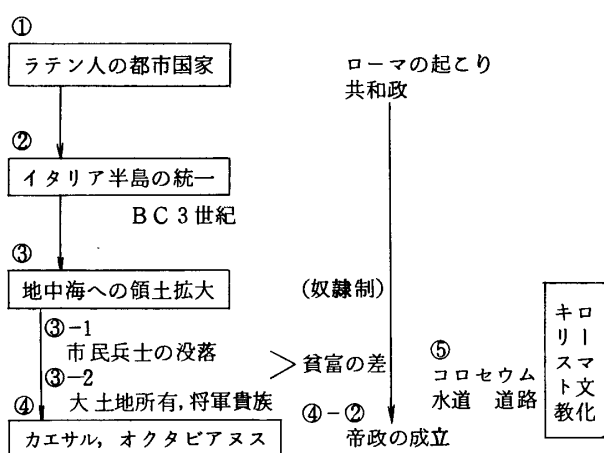 ①
ラテン人の都市国家
ローマの起こり
共和政
②
イタリア半島の統一
BC3世紀
③
地中海への領土拡大
(奴隷制)
③-1
市民兵士の没落
③-2
大土地所有,将軍貴族
貧富の差
④
カエサル,オクタビアヌス
④-②
帝政の成立
⑤
コロセウム
水道 道路
ローマ文化
キリスト教